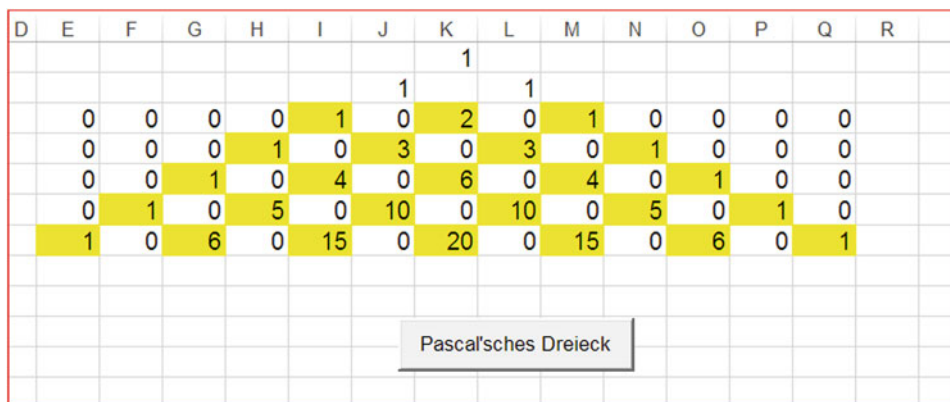 D E F G H I J K L M N O P Q R
1
1 1
0 0 0 0 1 0 2 0 1 0 0 0 0
0 0 0 1 0 3 0 3 0 1 0 0 0
0 0 1 0 4 0 6 0 4 0 1 0 0
0 1 0 5 0 10 0 10 0 5 0 1 0
1 0 6 0 15 0 20 0 15 0 6 0 1
Pascal'sches Dreieck